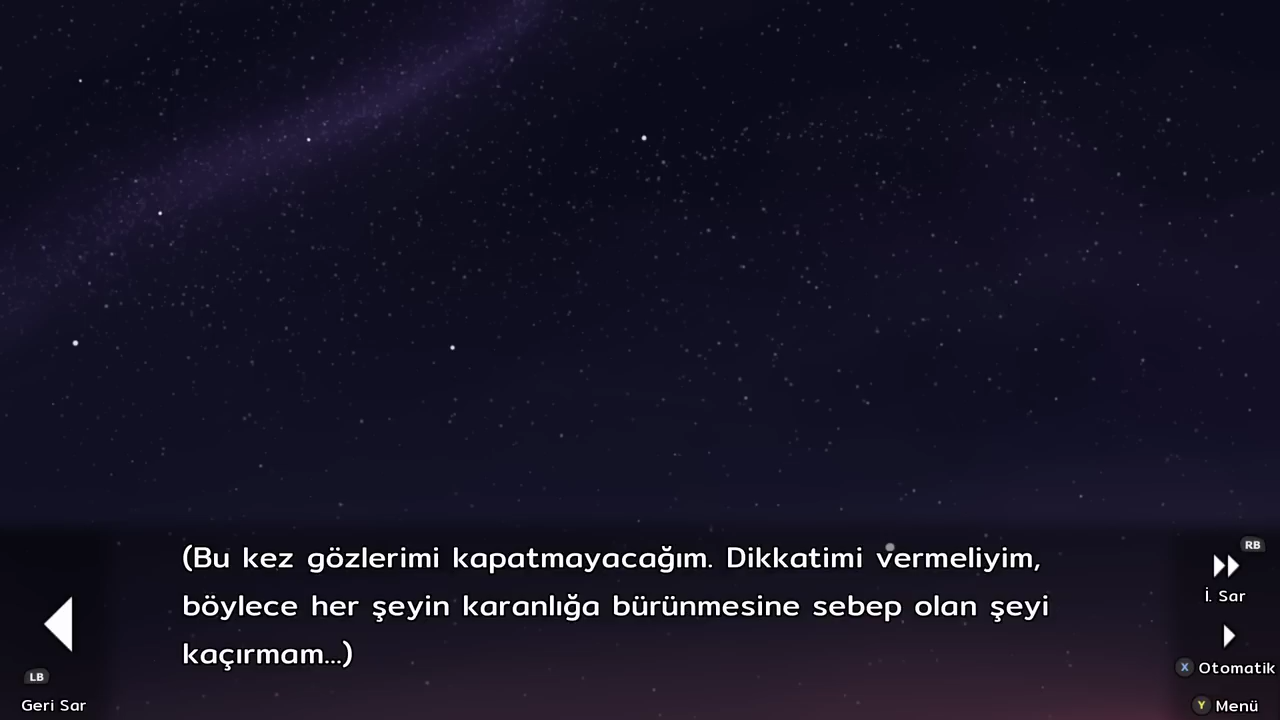 (Bu kez gözlerimi kapatmayacağım. Dikkatimi vermeliyim,
böylece her şeyin karanlığa bürünmesine sebep olan şeyi
kaçırmam...)
LB
Geri Sar
RB
İ. Sar
X Otomatik
Y Menü